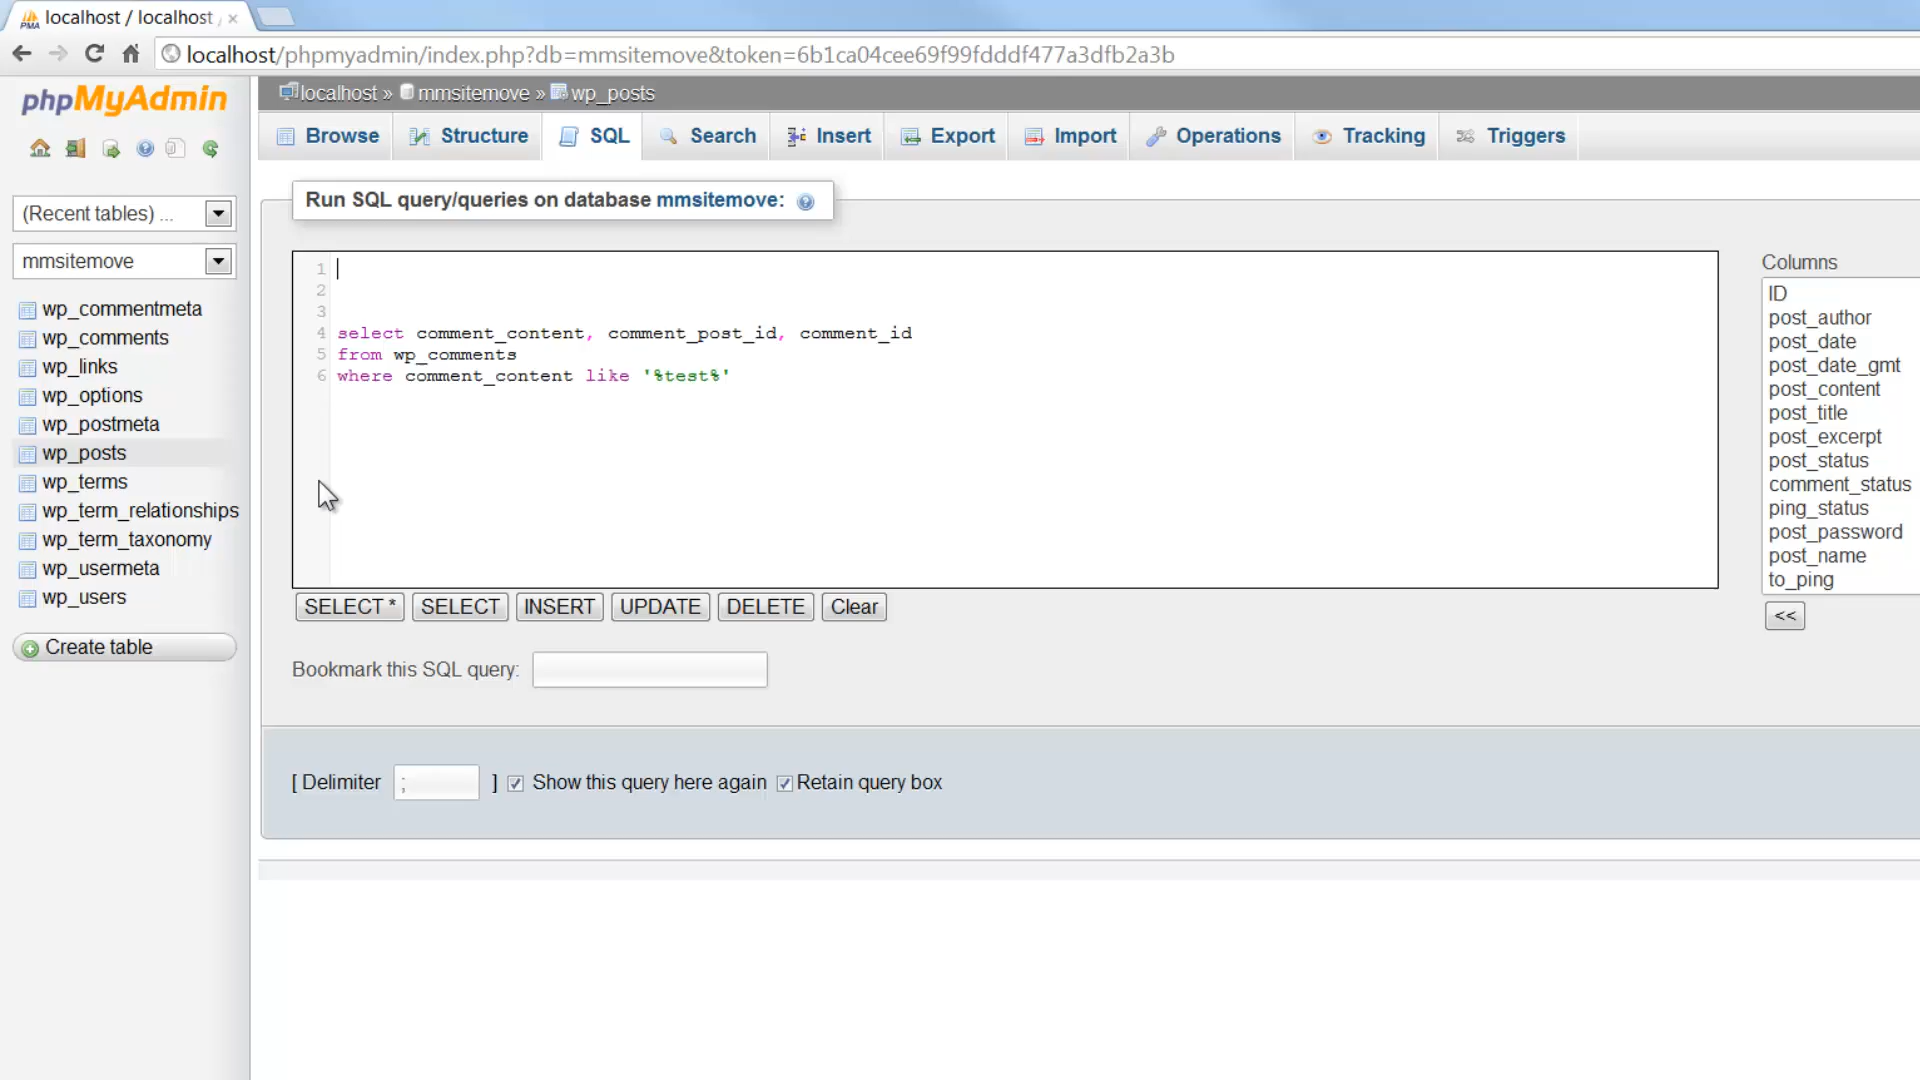 localhost / localhost /
localhost/phpmyadmin/index.php?db=mmsitemove&token=6b1ca04cee69f99fdddf477a3dfb2a3b
phpMyAdmin
localhost » mmsitemove » wp_posts
Browse Structure SQL Search Insert Export Import Operations Tracking Triggers
(Recent tables) ...
mmsitemove
wp_commentmeta
wp_comments
wp_links
wp_options
wp_postmeta
wp_posts
wp_terms
wp_term_relationships
wp_term_taxonomy
wp_usermeta
wp_users
Create table
Run SQL query/queries on database mmsitemove:
1
2
3
4 select comment_content, comment_post_id, comment_id
5 from wp_comments
6 where comment_content like '%test%'
Columns
ID
post_author
post_date
post_date_gmt
post_content
post_title
post_excerpt
post_status
comment_status
ping_status
post_password
post_name
to_ping
<<
SELECT * SELECT INSERT UPDATE DELETE Clear
Bookmark this SQL query:
[ Delimiter ; ] Show this query here again Retain query box